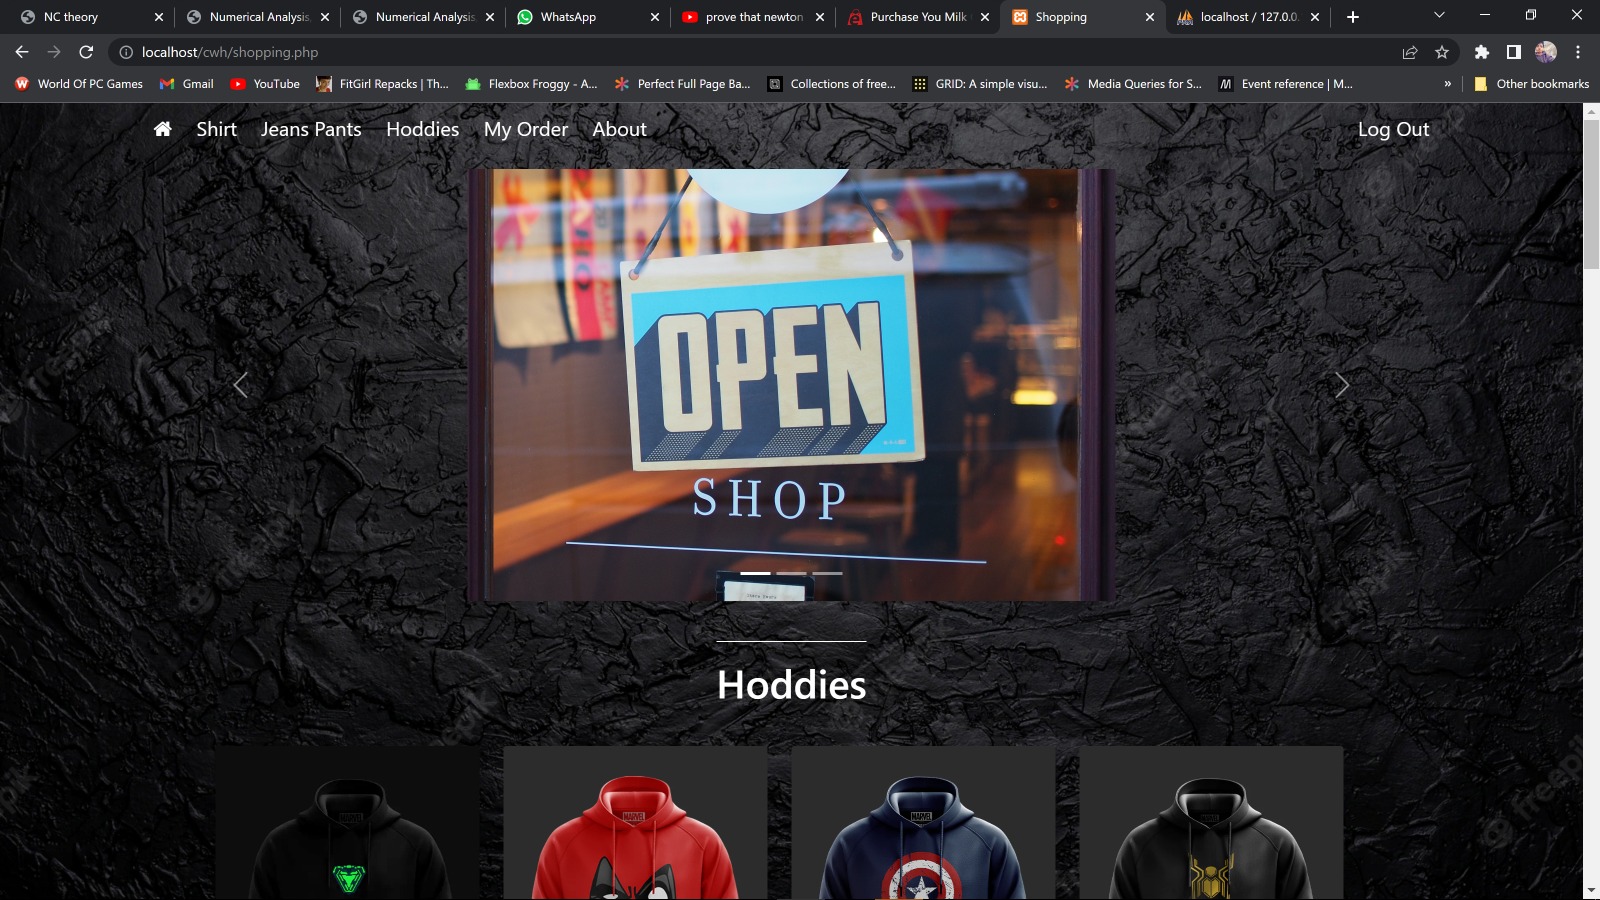 NC theory
Numerical Analysis,
Numerical Analysis,
WhatsApp
prove that newton
Purchase You Milk
Shopping
localhost / 127.0.0.
localhost/cwh/shopping.php
World Of PC Games
Gmail
YouTube
FitGirl Repacks | Th...
Flexbox Froggy - A...
Perfect Full Page Ba...
Collections of free...
GRID: A simple visu...
Media Queries for S...
Event reference | M...
»
Other bookmarks
Shirt
Jeans Pants
Hoddies
My Order
About
Log Out
OPEN
SHOP
Hoddies
MARVEL
MARVEL
freepik